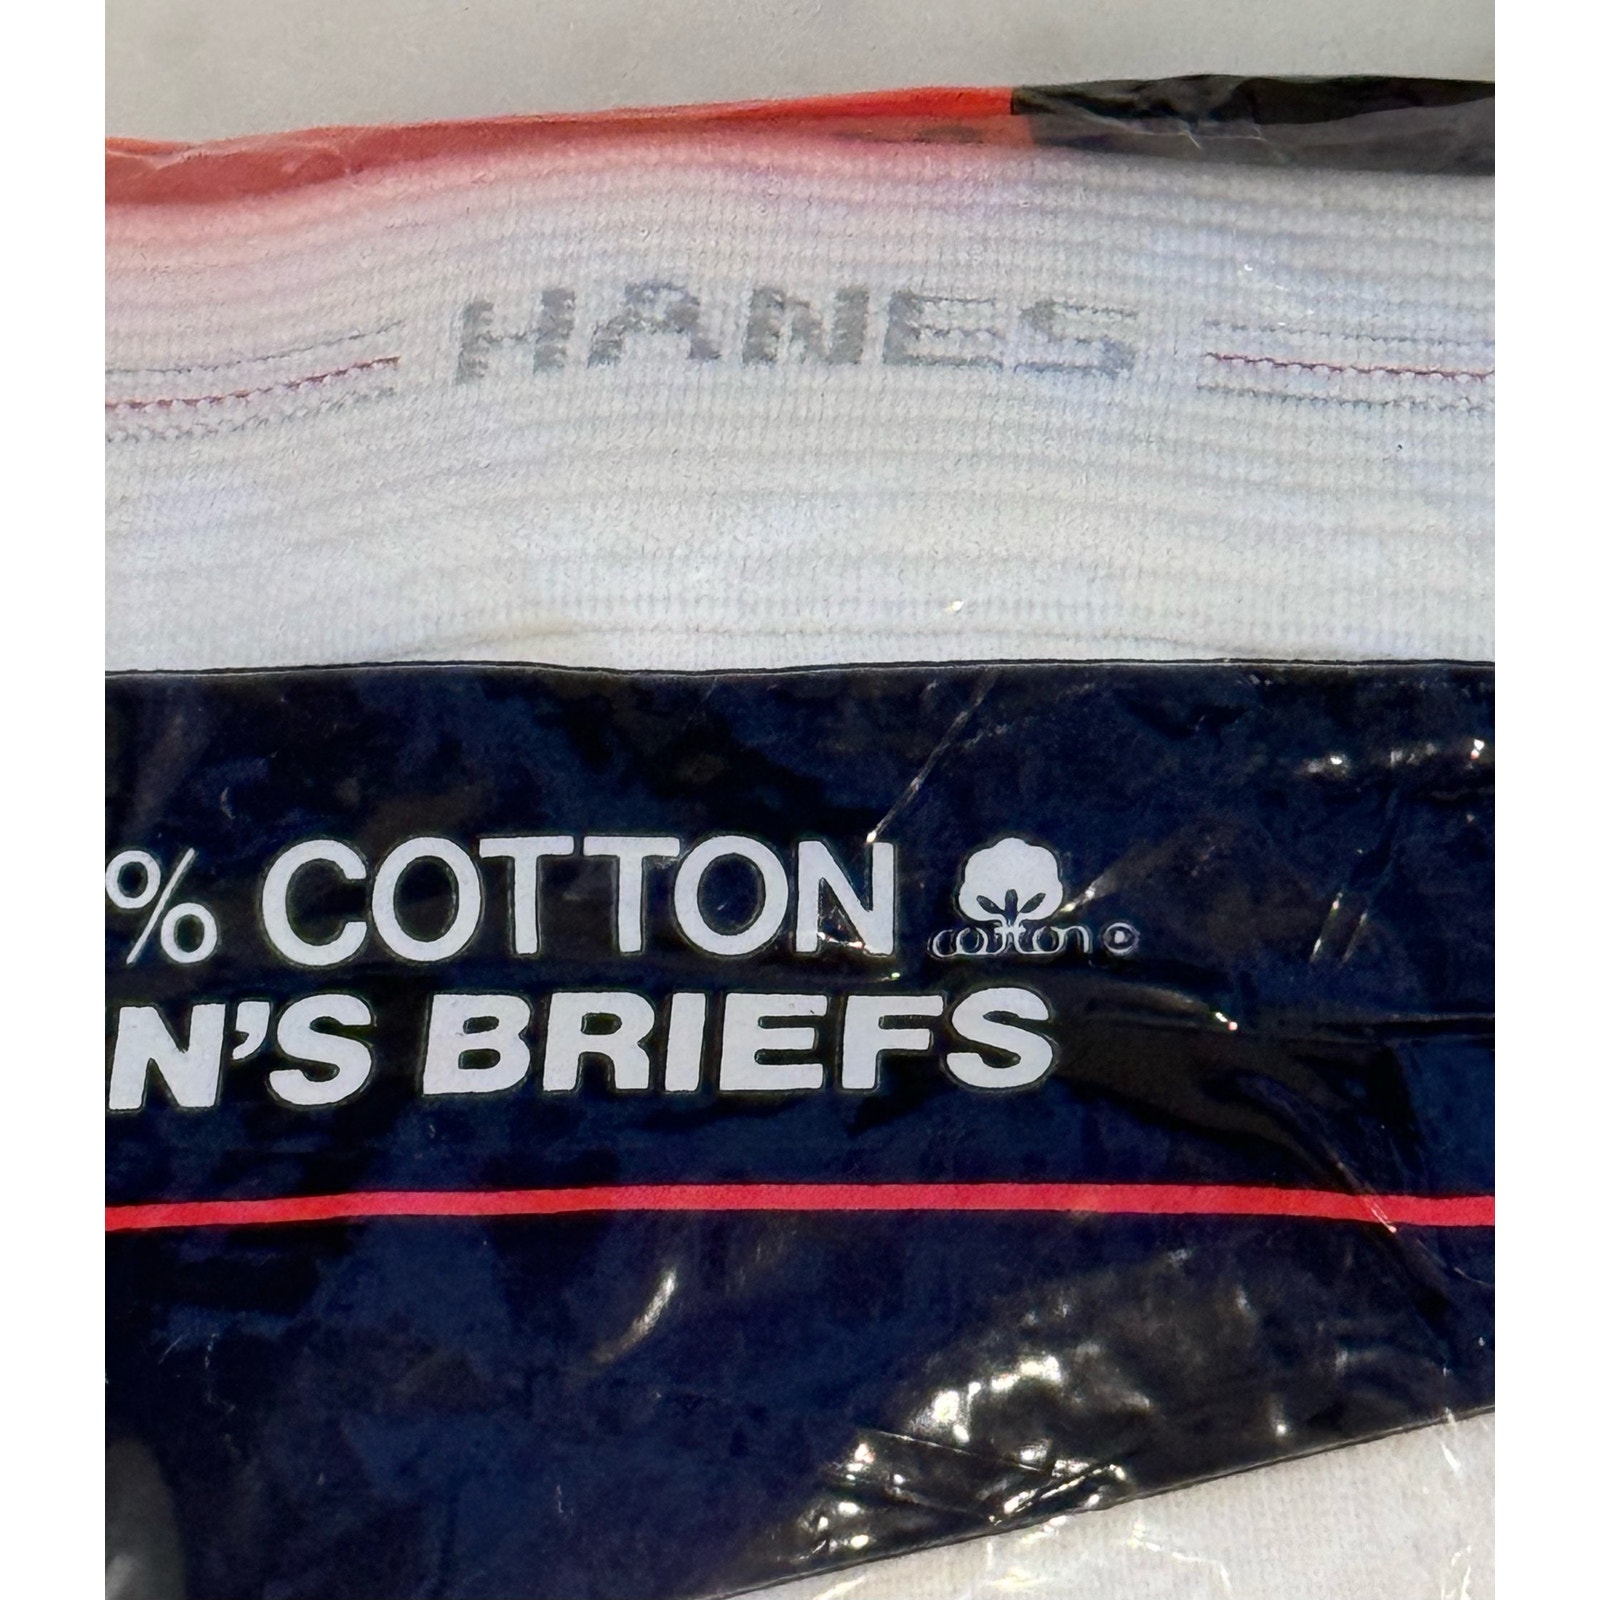 HANES
% COTTON cotton ®
N'S BRIEFS